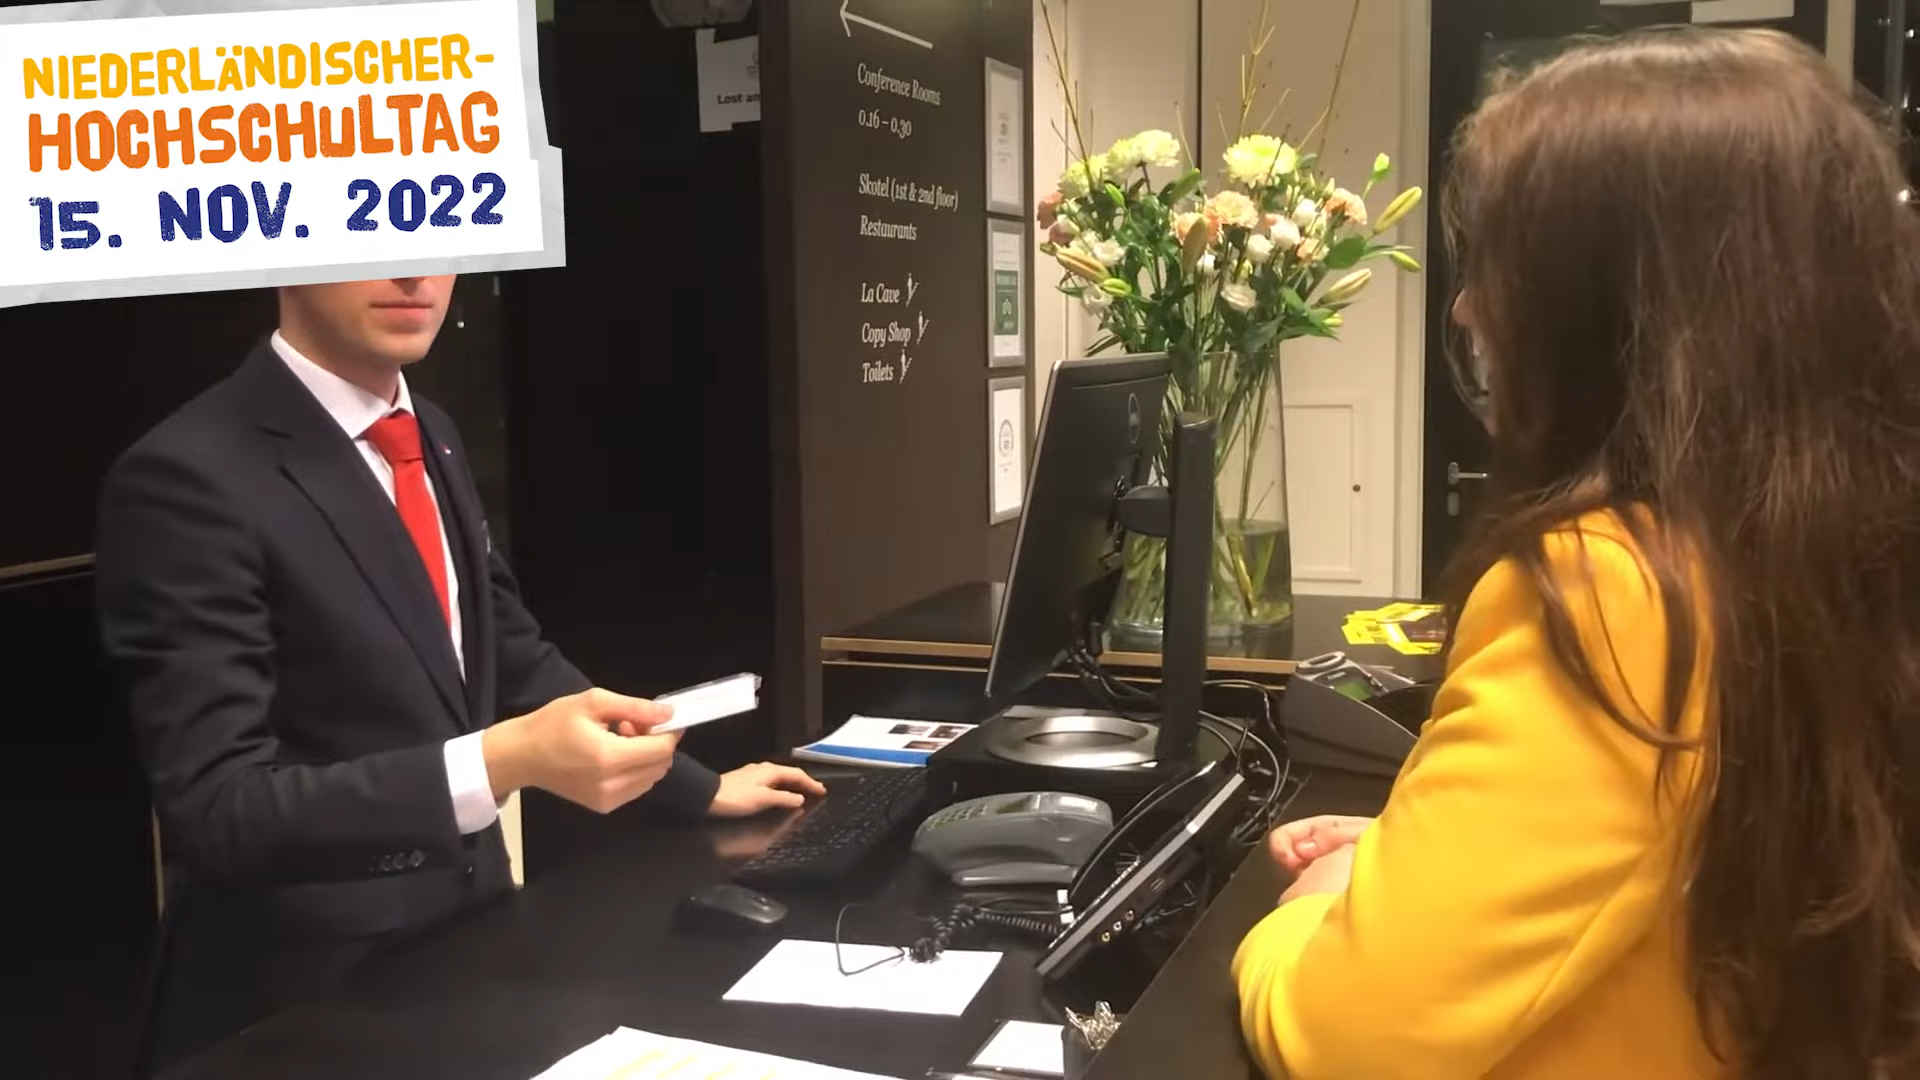 NIEDERLÄNDISCHER-
HOCHSCHULTAG
15. NOV. 2022
Lost
Conference Rooms
0.16 – 0.30
Skotel (1st & 2nd floor)
Restaurants
La Cave
Copy Shop
Toilets